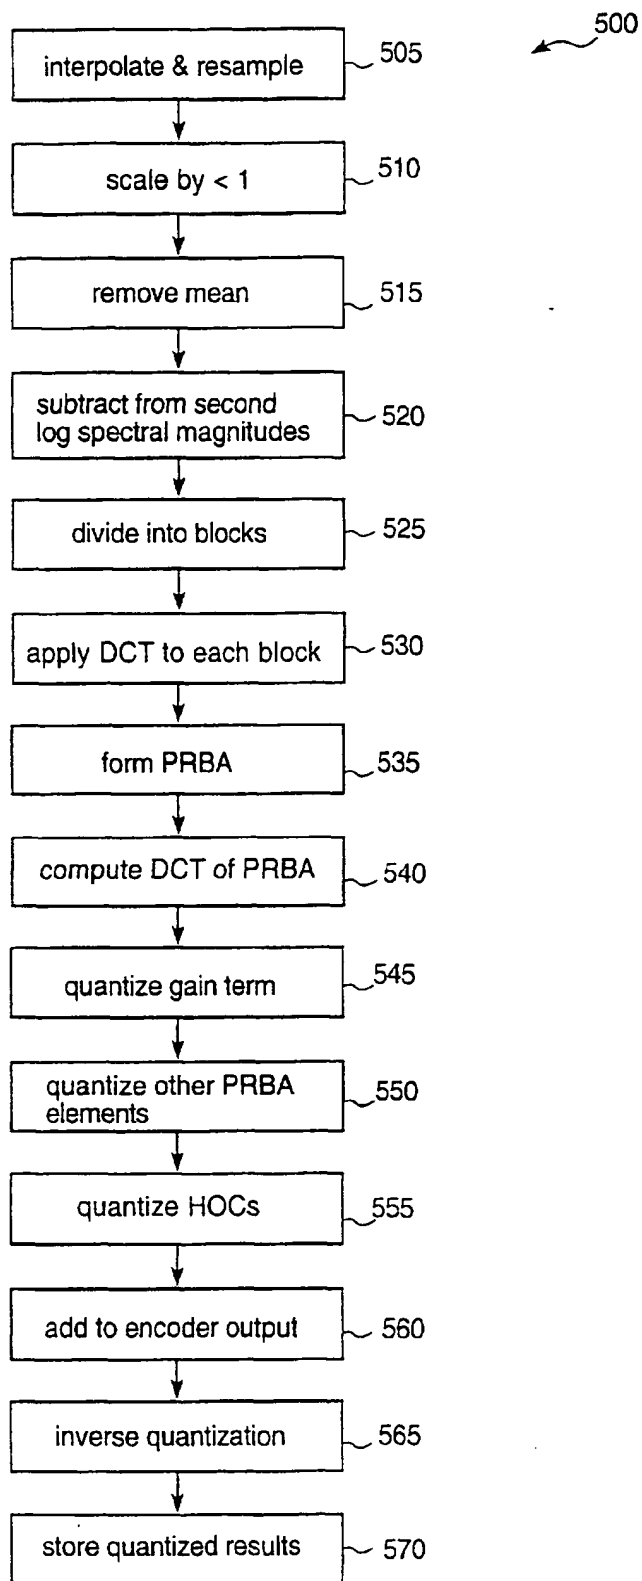 500
interpolate & resample 505
scale by < 1 510
remove mean 515
subtract from second
log spectral magnitudes 520
divide into blocks 525
apply DCT to each block 530
form PRBA 535
compute DCT of PRBA 540
quantize gain term 545
quantize other PRBA
elements 550
quantize HOCs 555
add to encoder output 560
inverse quantization 565
store quantized results 570